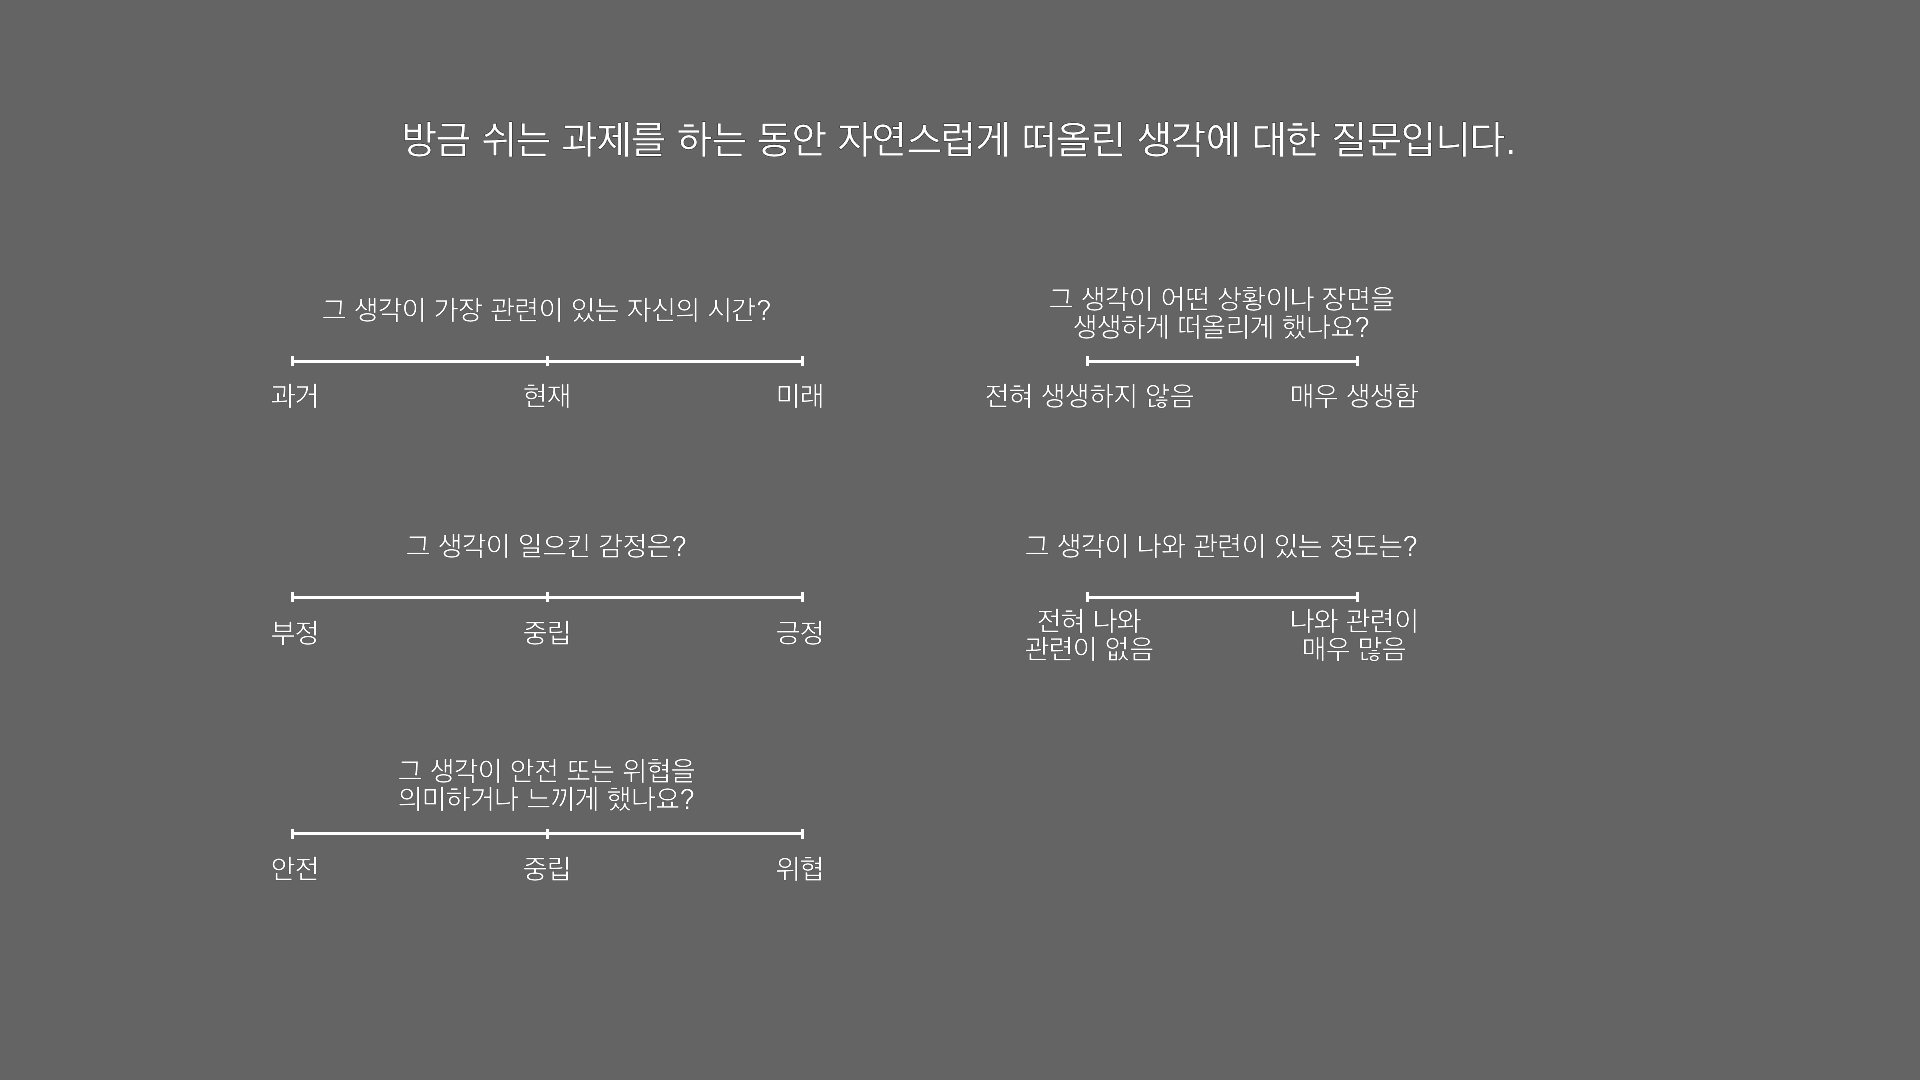 방금 쉬는 과제를 하는 동안 자연스럽게 떠올린 생각에 대한 질문입니다.
그 생각이 가장 관련이 있는 자신의 시간?
과거 현재 미래
그 생각이 일으킨 감정은?
부정 중립 긍정
그 생각이 안전 또는 위협을
의미하거나 느끼게 했나요?
안전 중립 위협
그 생각이 어떤 상황이나 장면을
생생하게 떠올리게 했나요?
전혀 생생하지 않음 매우 생생함
그 생각이 나와 관련이 있는 정도는?
전혀 나와 나와 관련이
관련이 없음 매우 많음